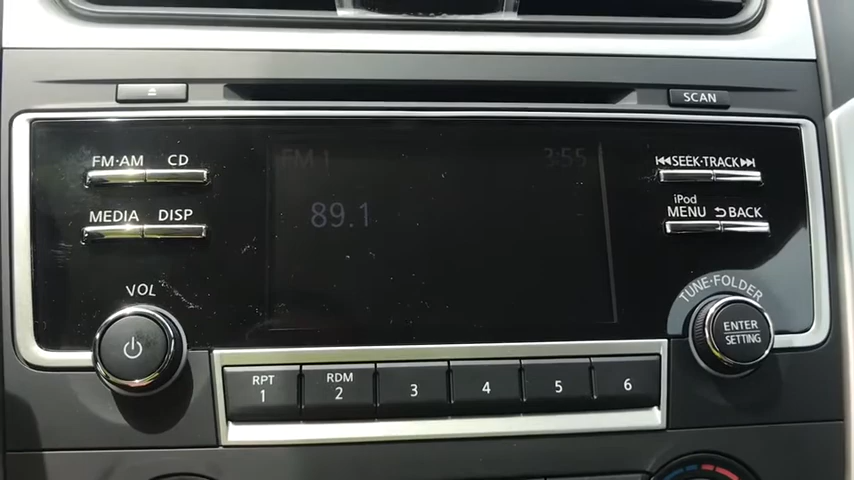 SCAN
FM·AM CD
FM 1 3:55
⏮SEEK·TRACK⏭
89.1
iPod
MEDIA DISP
MENU ⮌BACK
VOL
TUNE·FOLDER
ENTER
SETTING
RPT
1
RDM
2
3
4
5
6